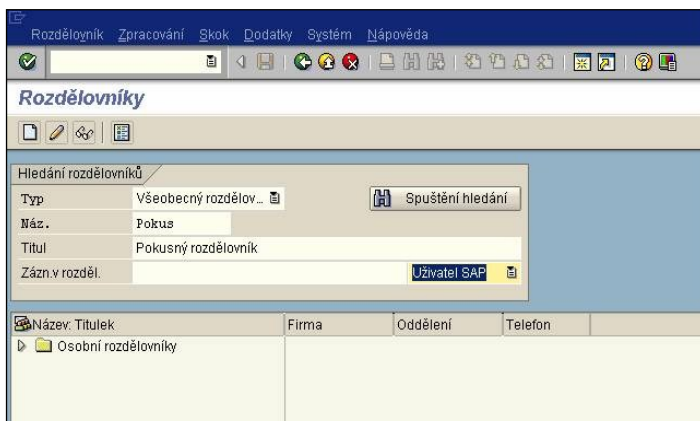 Rozdělovník Zpracování Skok Dodatky Systém Nápověda
Rozdělovníky
Hledání rozdělovníků
Typ Všeobecný rozdělov… Spuštění hledání
Náz. Pokus
Titul Pokusný rozdělovník
Zázn.v rozděl. Uživatel SAP
Název: Titulek Firma Oddělení Telefon
Osobní rozdělovníky